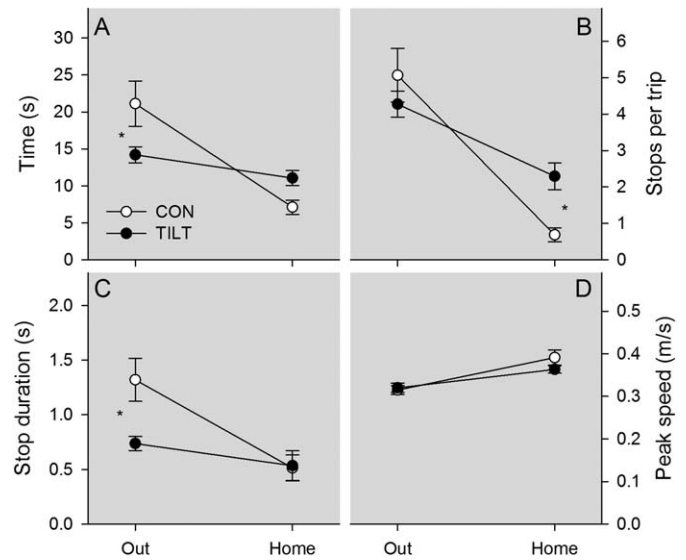 A
Time (s)
30
25
20
15
10
5
0
*
CON
TILT
B
Stops per trip
6
5
4
3
2
1
0
*
C
Stop duration (s)
2.0
1.5
1.0
0.5
0.0
*
Out
Home
D
Peak speed (m/s)
0.5
0.4
0.3
0.2
0.1
0.0
Out
Home